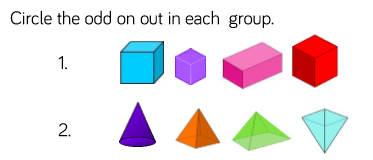 Circle the odd on out in each group.
1.
2.